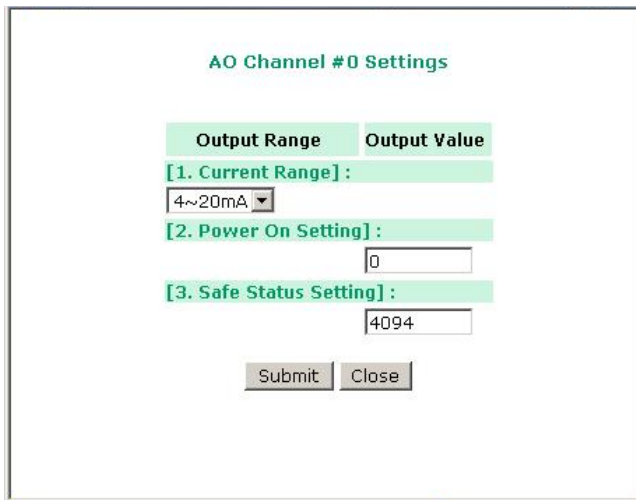 AO Channel #0 Settings
Output Range Output Value
[1. Current Range] :
4~20mA
[2. Power On Setting] :
0
[3. Safe Status Setting] :
4094
Submit Close